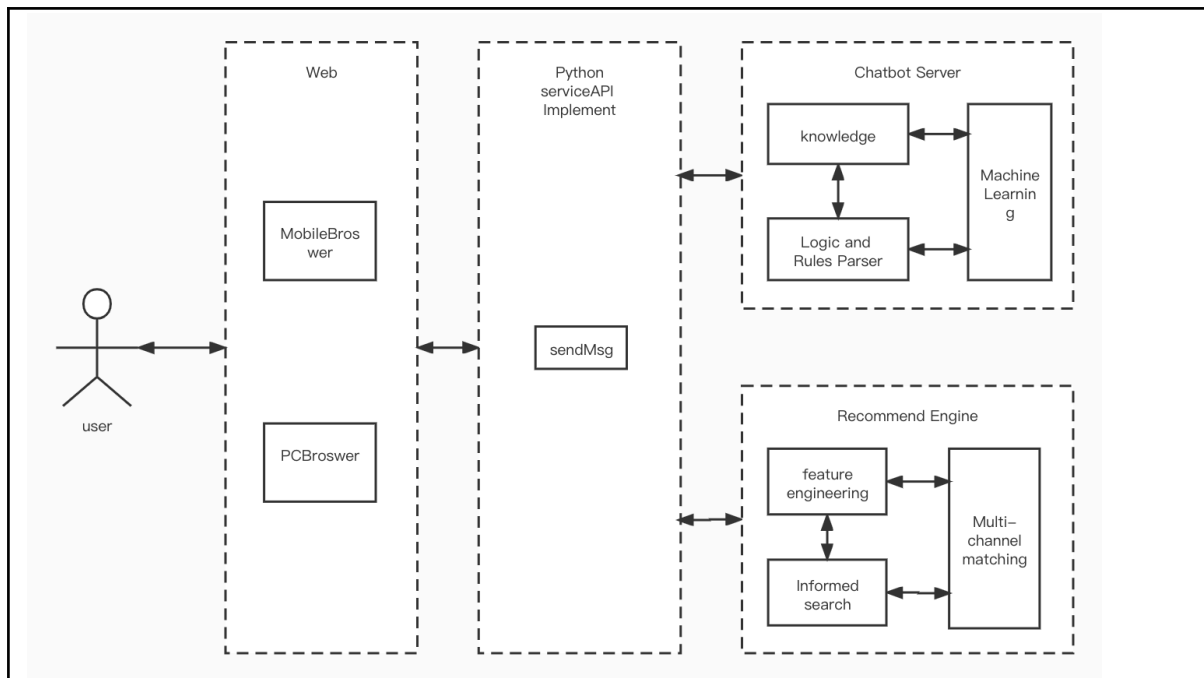 Web
Python
serviceAPI
Implement
Chatbot Server
knowledge
Machine
Learnin
g
Logic and
Rules Parser
MobileBros
wer
sendMsg
user
PCBroswer
Recommend Engine
feature
engineering
Multi-
channel
matching
Informed
search